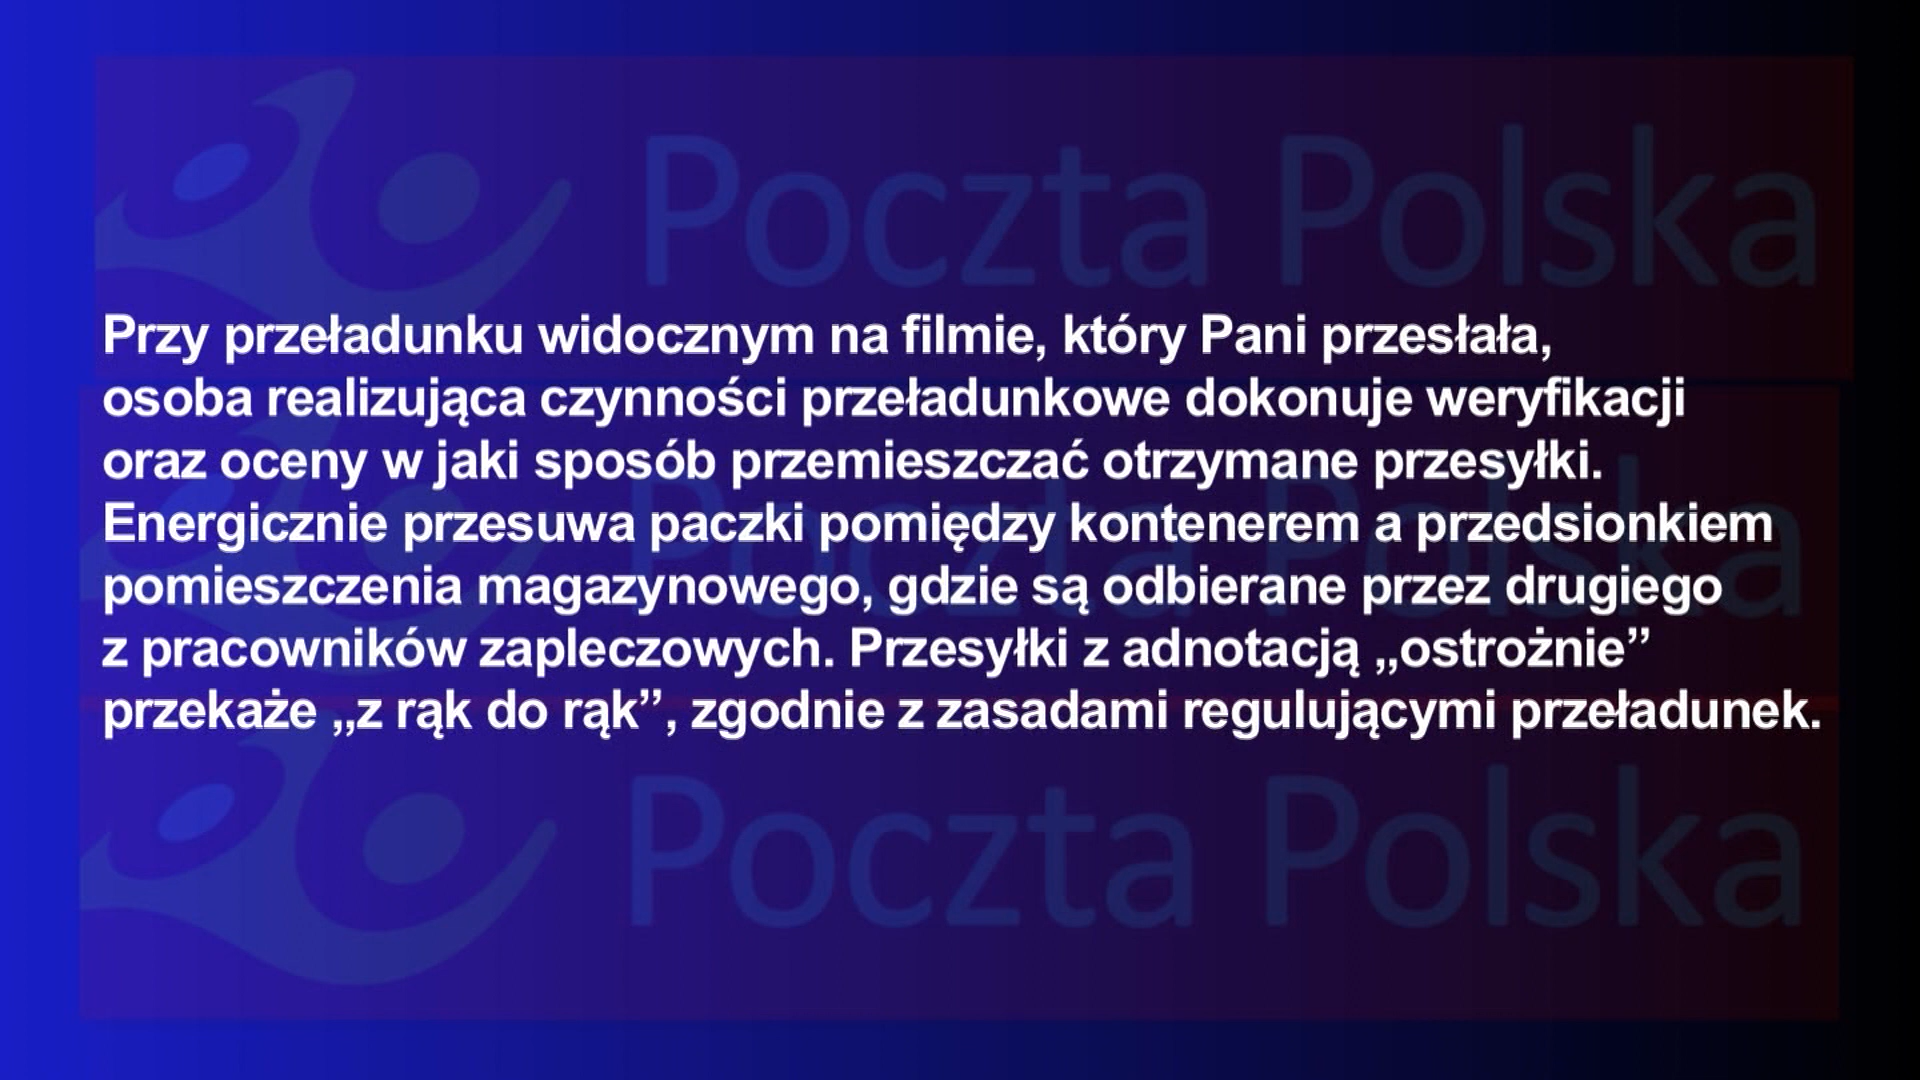 Poczta Polska
Przy przeładunku widocznym na filmie, który Pani przesłała,
osoba realizująca czynności przeładunkowe dokonuje weryfikacji
oraz oceny w jaki sposób przemieszczać otrzymane przesyłki.
Energicznie przesuwa paczki pomiędzy kontenerem a przedsionkiem
pomieszczenia magazynowego, gdzie są odbierane przez drugiego
z pracowników zapleczowych. Przesyłki z adnotacją „ostrożnie”
przekaże „z rąk do rąk”, zgodnie z zasadami regulującymi przeładunek.
Poczta Polska
Poczta Polska